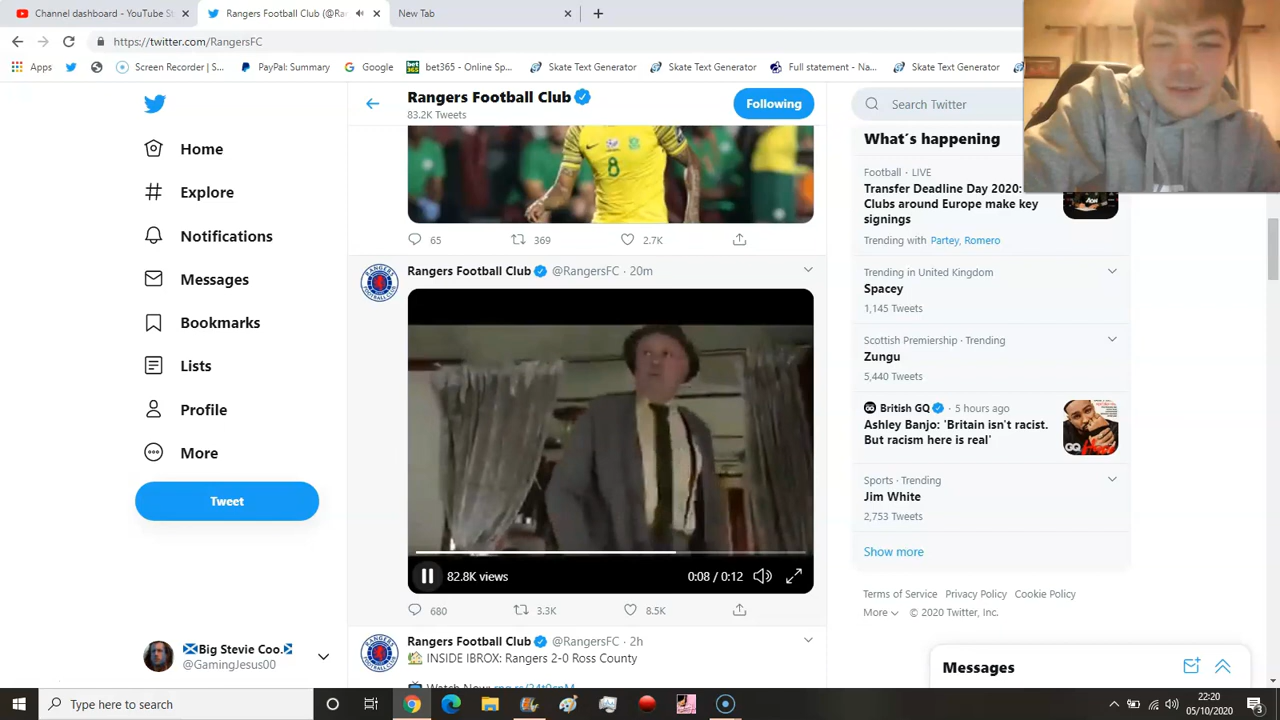 Channel dashboard - YouTube St
Rangers Football Club (@Ra
New Tab
https://twitter.com/RangersFC
Apps
Screen Recorder | S...
PayPal: Summary
Google
bet365 - Online Sp...
Skate Text Generator
Skate Text Generator
Full statement - Na...
Skate Text Generator
Rangers Football Club
83.2K Tweets
Following
Search Twitter
Home
Explore
Notifications
Messages
Bookmarks
Lists
Profile
More
Tweet
8
65
369
2.7K
Rangers Football Club @RangersFC · 20m
82.8K views
0:08 / 0:12
680
3.3K
8.5K
Rangers Football Club @RangersFC · 2h
INSIDE IBROX: Rangers 2-0 Ross County
Watch Now:
What's happening
Football · LIVE
Transfer Deadline Day 2020:
Clubs around Europe make key
signings
Trending with Partey, Romero
Trending in United Kingdom
Spacey
1,145 Tweets
Scottish Premiership · Trending
Zungu
5,440 Tweets
British GQ · 5 hours ago
Ashley Banjo: 'Britain isn't racist.
But racism here is real'
GQ
Sports · Trending
Jim White
2,753 Tweets
Show more
Terms of Service Privacy Policy Cookie Policy
More © 2020 Twitter, Inc.
Big Stevie Coo.
@GamingJesus00
Messages
Type here to search
22:20
05/10/2020
3